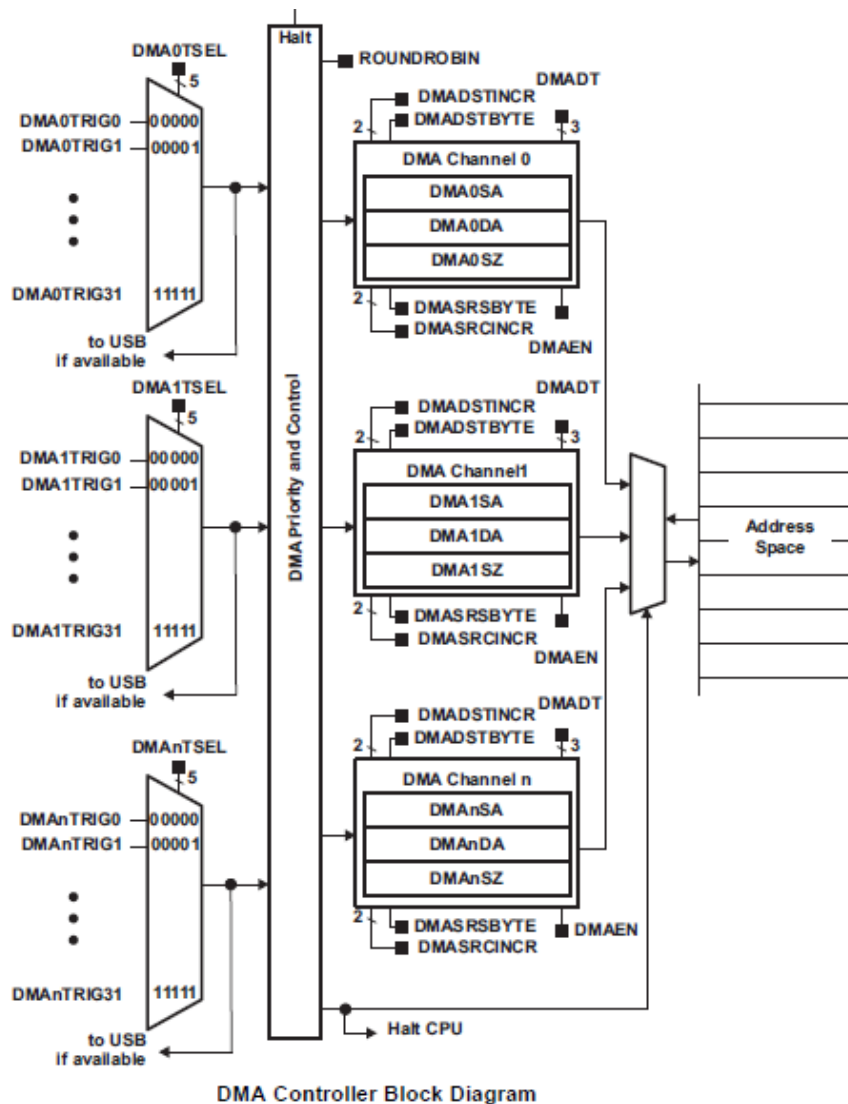 Halt
DMA0TSEL
5
ROUNDROBIN
DMADT
DMADSTINCR
2
DMADSTBYTE
3
DMA0TRIG0
00000
DMA0TRIG1
00001
DMA Channel 0
DMA0SA
DMA0DA
DMA0SZ
DMA0TRIG31
11111
2
DMASRSBYTE
DMASRCINCR
DMAEN
to USB
if available
DMA Priority and Control
DMA1TSEL
5
DMADT
DMADSTINCR
2
DMADSTBYTE
3
DMA1TRIG0
00000
DMA1TRIG1
00001
DMA Channel1
DMA1SA
DMA1DA
DMA1SZ
Address
Space
DMA1TRIG31
11111
2
DMASRSBYTE
DMASRCINCR
DMAEN
to USB
if available
DMADT
DMAnTSEL
5
DMADSTINCR
2
DMADSTBYTE
3
DMAnTRIG0
00000
DMAnTRIG1
00001
DMA Channel n
DMAnSA
DMAnDA
DMAnSZ
2
DMASRSBYTE
DMAEN
DMASRCINCR
DMAnTRIG31
11111
Halt CPU
to USB
if available
DMA Controller Block Diagram